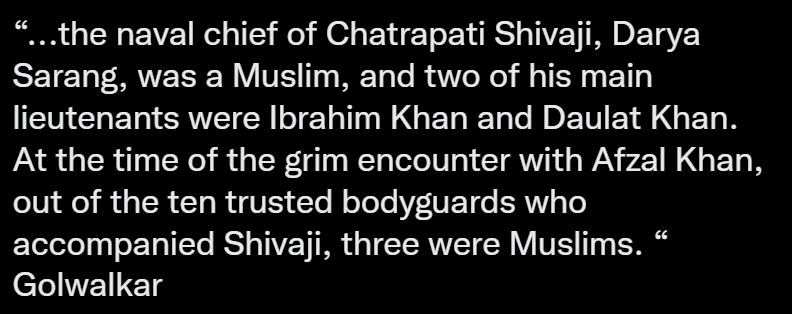 “...the naval chief of Chatrapati Shivaji, Darya
Sarang, was a Muslim, and two of his main
lieutenants were Ibrahim Khan and Daulat Khan.
At the time of the grim encounter with Afzal Khan,
out of the ten trusted bodyguards who
accompanied Shivaji, three were Muslims. “
Golwalkar